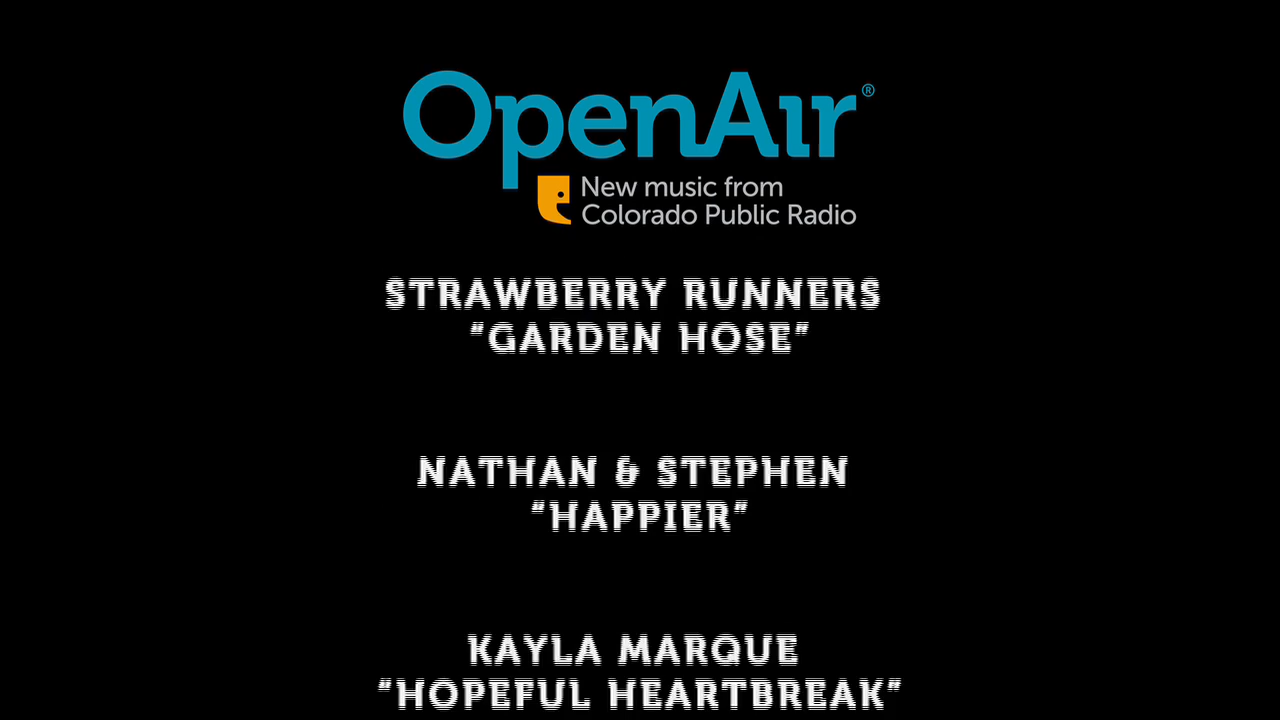 OpenAir®
New music from
Colorado Public Radio
STRAWBERRY RUNNERS
“GARDEN HOSE”
NATHAN & STEPHEN
“HAPPIER”
KAYLA MARQUE
“HOPEFUL HEARTBREAK”